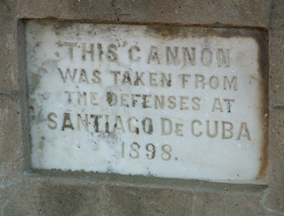 THIS CANNON
WAS TAKEN FROM
THE DEFENSES AT
SANTIAGO DE CUBA
1898.